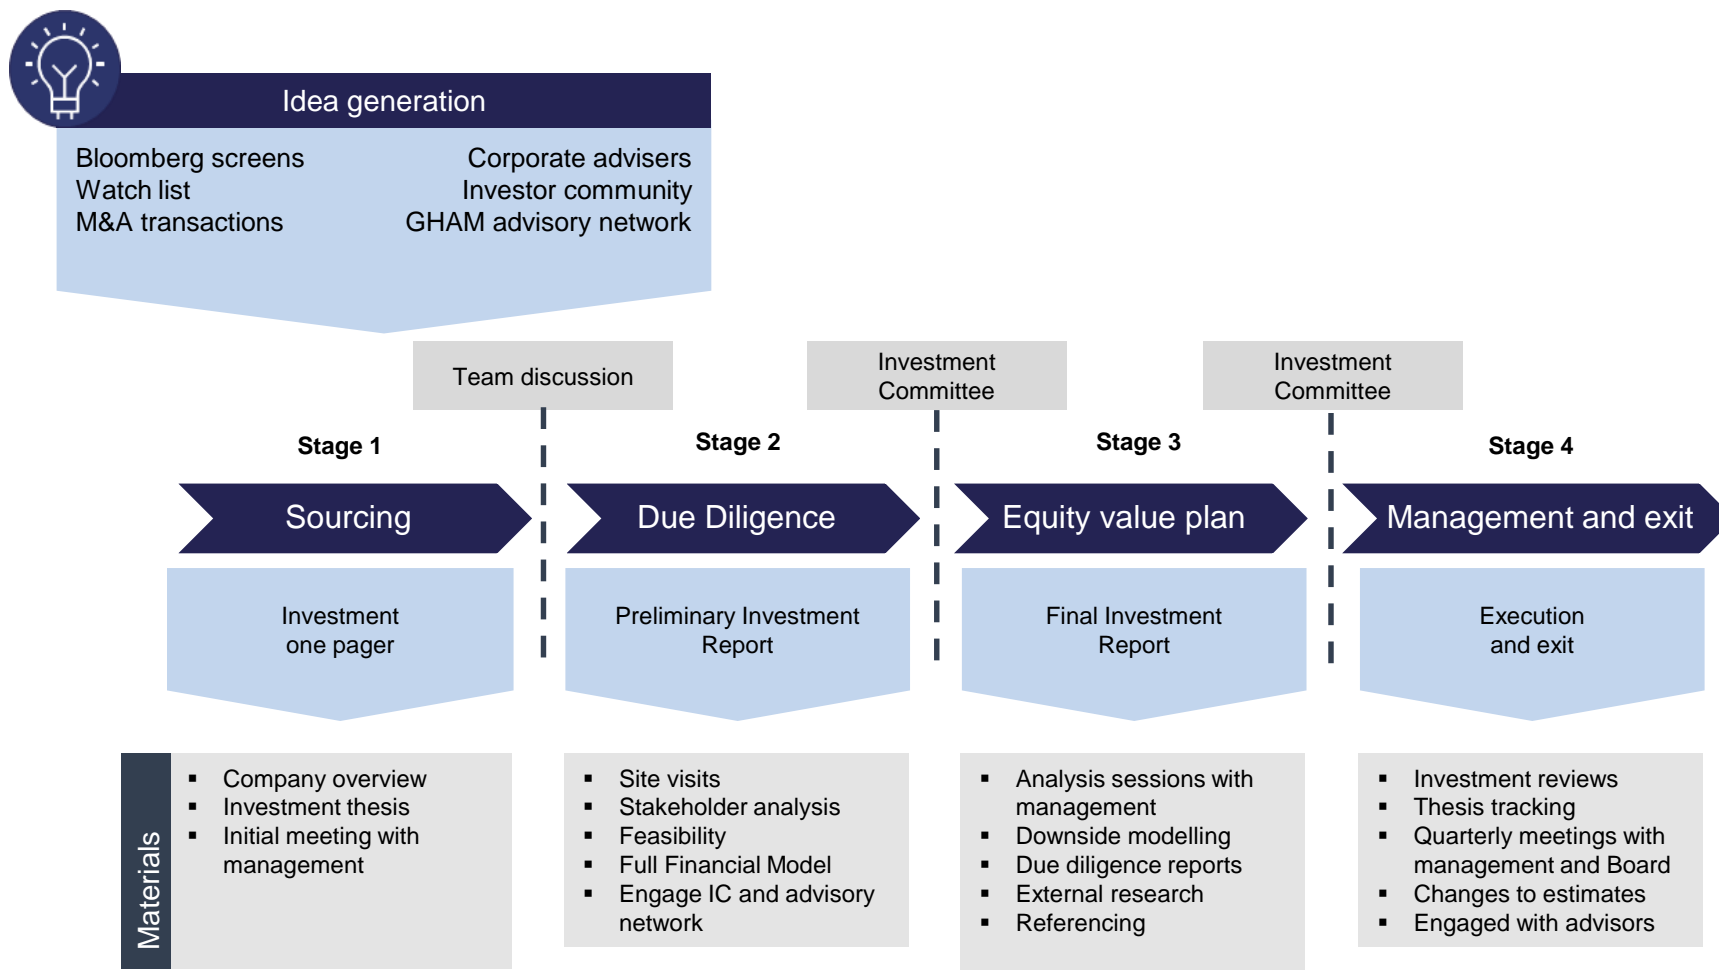 Idea generation
Bloomberg screens
Watch list
M&A transactions
Corporate advisers
Investor community
GHAM advisory network
Team discussion
Investment
Committee
Investment
Committee
Stage 1
Stage 2
Stage 3
Stage 4
Sourcing
Due Diligence
Equity value plan
Management and exit
Investment
one pager
Preliminary Investment
Report
Final Investment
Report
Execution
and exit
Materials
▪ Company overview
▪ Investment thesis
▪ Initial meeting with
management
▪ Site visits
▪ Stakeholder analysis
▪ Feasibility
▪ Full Financial Model
▪ Engage IC and advisory
network
▪ Analysis sessions with
management
▪ Downside modelling
▪ Due diligence reports
▪ External research
▪ Referencing
▪ Investment reviews
▪ Thesis tracking
▪ Quarterly meetings with
management and Board
▪ Changes to estimates
▪ Engaged with advisors